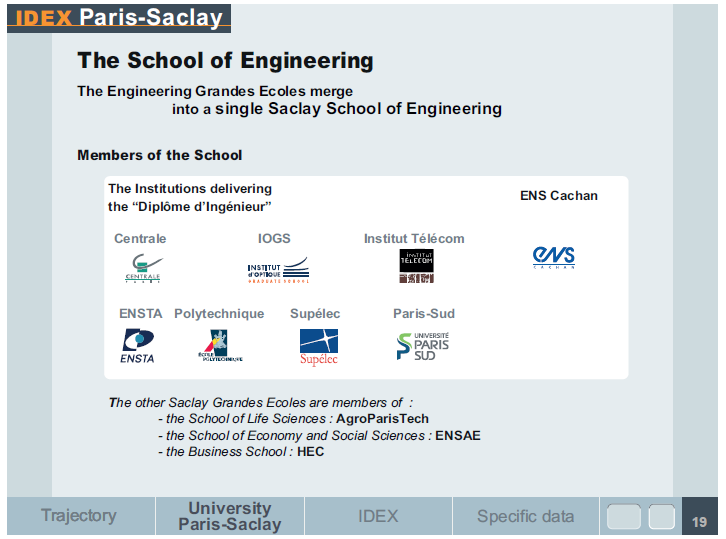 IDEX Paris-Saclay
The School of Engineering
The Engineering Grandes Ecoles merge
into a single Saclay School of Engineering
Members of the School
The Institutions delivering
the “Diplôme d’Ingénieur”
ENS Cachan
Centrale
IOGS
Institut Télécom
CENTRALE
PARIS
INSTITUT
d'OPTIQUE
GRADUATE SCHOOL
INSTITUT
TELECOM
ens
CACHAN
ENSTA
Polytechnique
Supélec
Paris-Sud
ENSTA
ÉCOLE
POLYTECHNIQUE
Supélec
UNIVERSITÉ
PARIS
SUD
The other Saclay Grandes Ecoles are members of :
- the School of Life Sciences : AgroParisTech
- the School of Economy and Social Sciences : ENSAE
- the Business School : HEC
Trajectory
University
Paris-Saclay
IDEX
Specific data
19